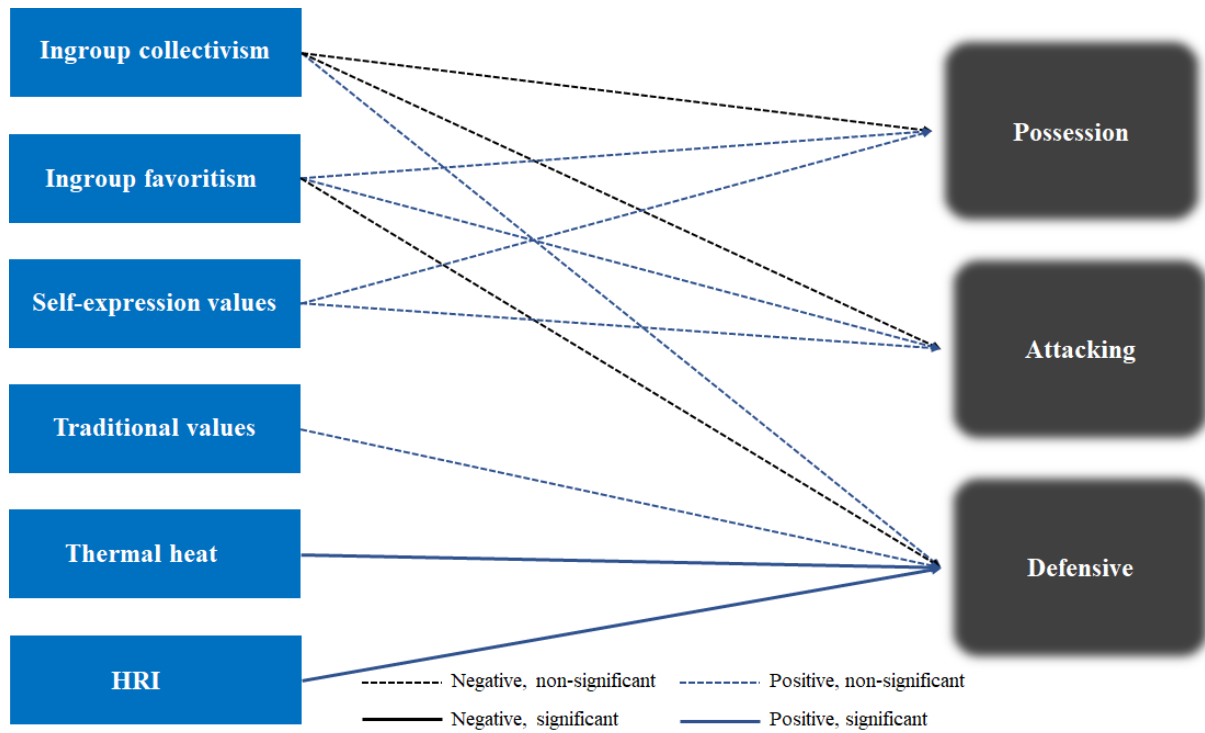 Ingroup collectivism
Ingroup favoritism
Self-expression values
Traditional values
Thermal heat
HRI
Possession
Attacking
Defensive
Negative, non-significant
Positive, non-significant
Negative, significant
Positive, significant